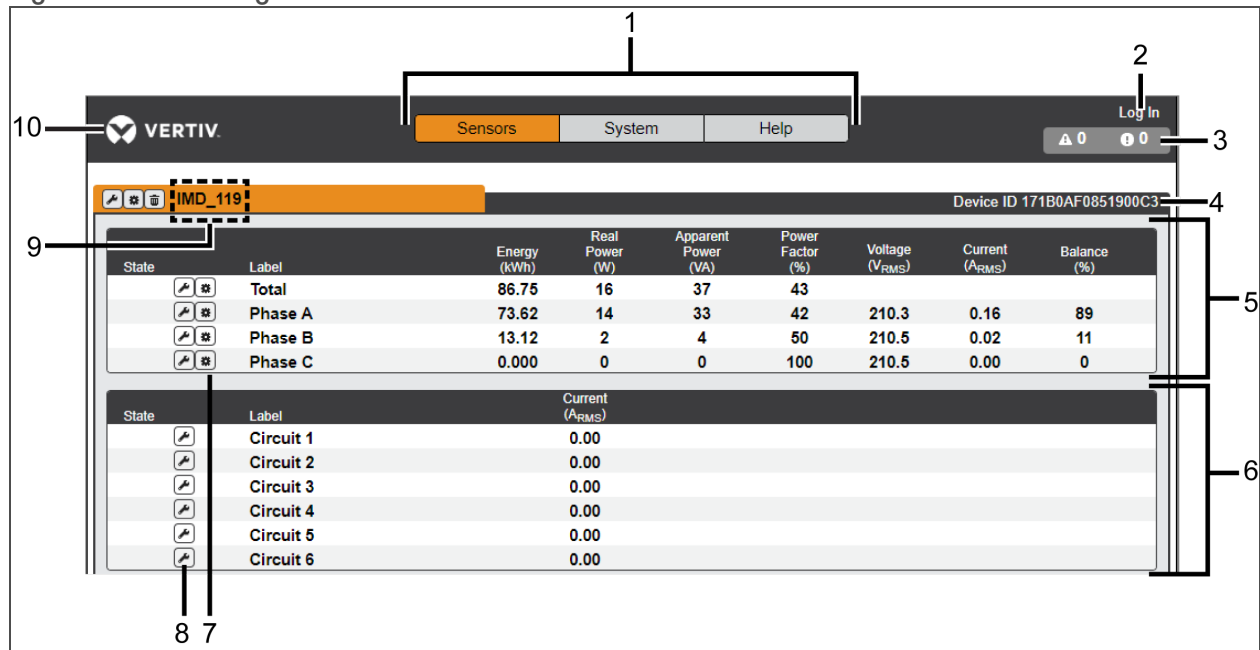 1
2
Log In
10
VERTIV.
Sensors System Help
0 0
3
IMD_119
Device ID 171B0AF0851900C3
4
9
State Label Energy (kWh) Real Power (W) Apparent Power (VA) Power Factor (%) Voltage (VRMS) Current (ARMS) Balance (%)
Total 86.75 16 37 43
5
Phase A 73.62 14 33 42 210.3 0.16 89
Phase B 13.12 2 4 50 210.5 0.02 11
Phase C 0.000 0 0 100 210.5 0.00 0
State Label Current (ARMS)
Circuit 1 0.00
Circuit 2 0.00
6
Circuit 3 0.00
Circuit 4 0.00
Circuit 5 0.00
Circuit 6 0.00
8 7